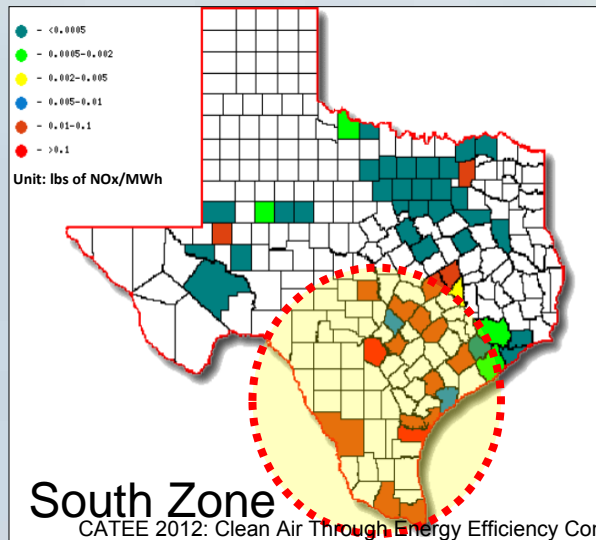 - <0.0005
- 0.0005-0.002
- 0.002-0.005
- 0.005-0.01
- 0.01-0.1
- >0.1
Unit: lbs of NOx/MWh
South Zone
CATEE 2012: Clean Air Through Energy Efficiency Con